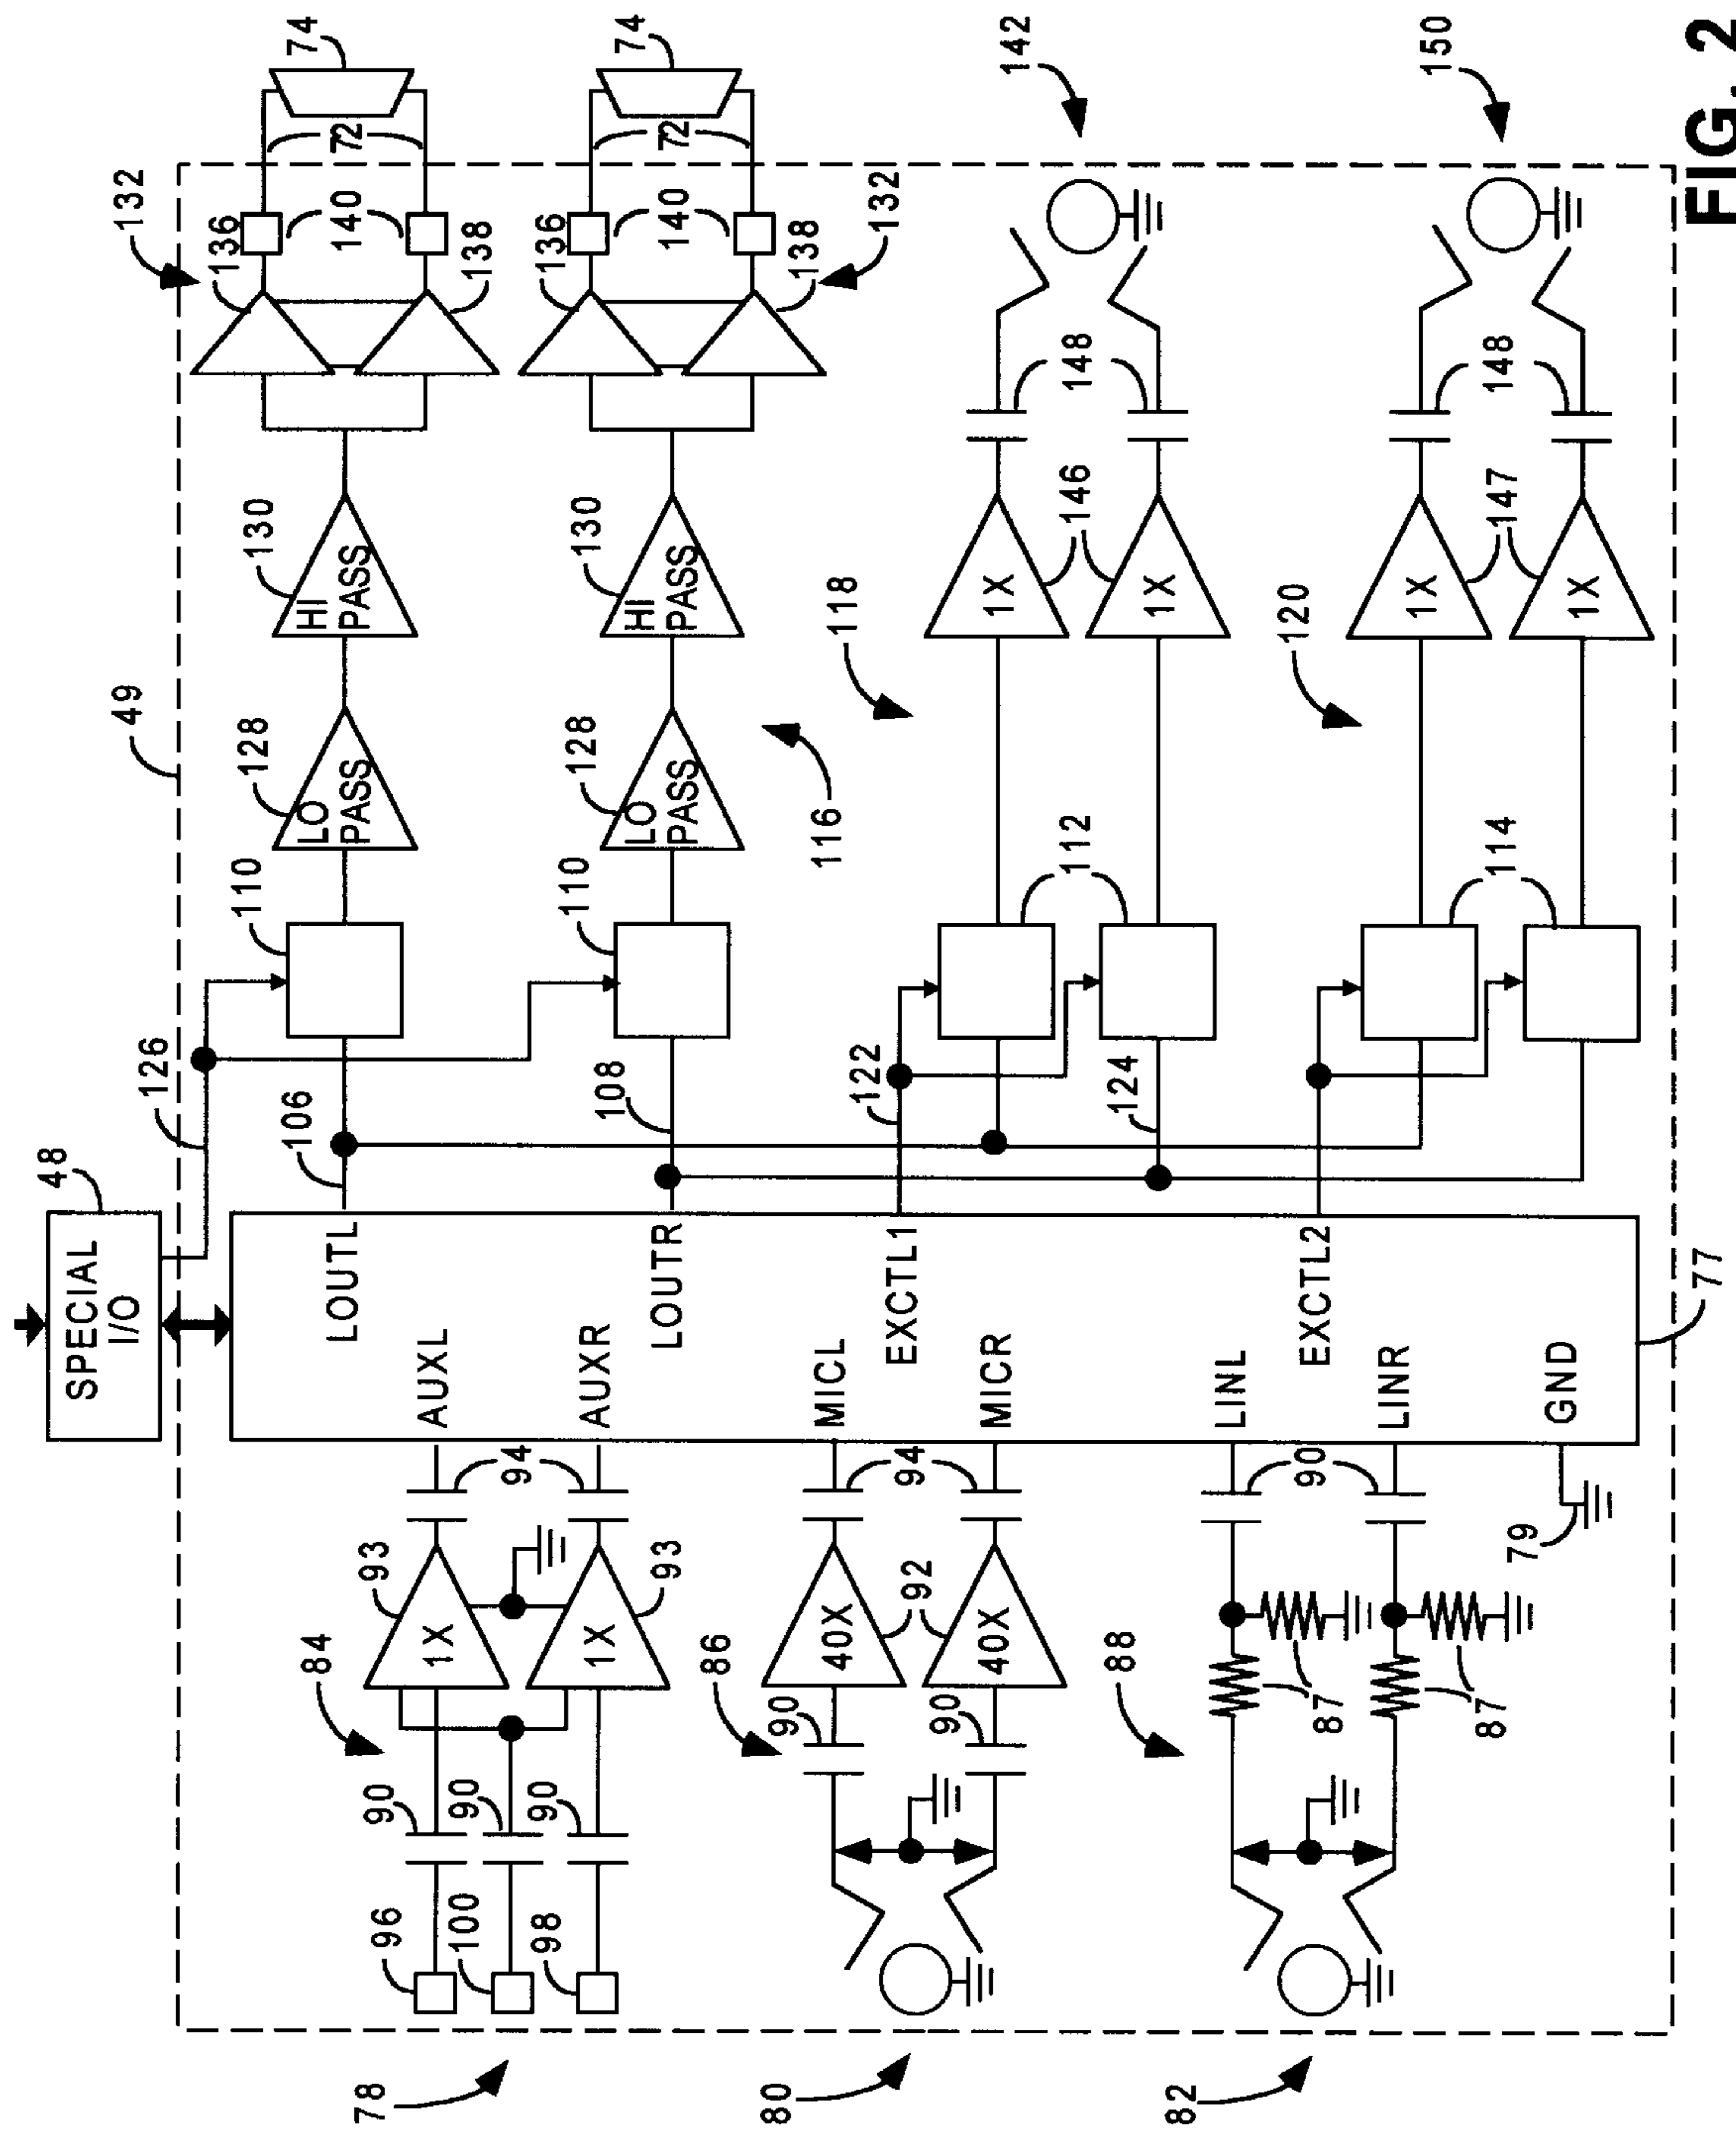 SPECIAL
I/O
48
126
49
106
110
128
LO
PASS
130
HI
PASS
132
136
140
138
72
74
108
110
128
LO
PASS
130
HI
PASS
136
140
138
132
72
74
116
LOUTL
LOUTR
EXCTL1
EXCTL2
AUXL
AUXR
MICL
MICR
LINL
LINR
GND
77
79
78
96
100
98
90
90
90
84
93
1X
1X
93
94
80
90
90
86
40X
40X
92
94
82
88
87
87
90
122
124
112
118
1X
1X
146
148
142
114
120
1X
1X
147
148
150
FIG. 2